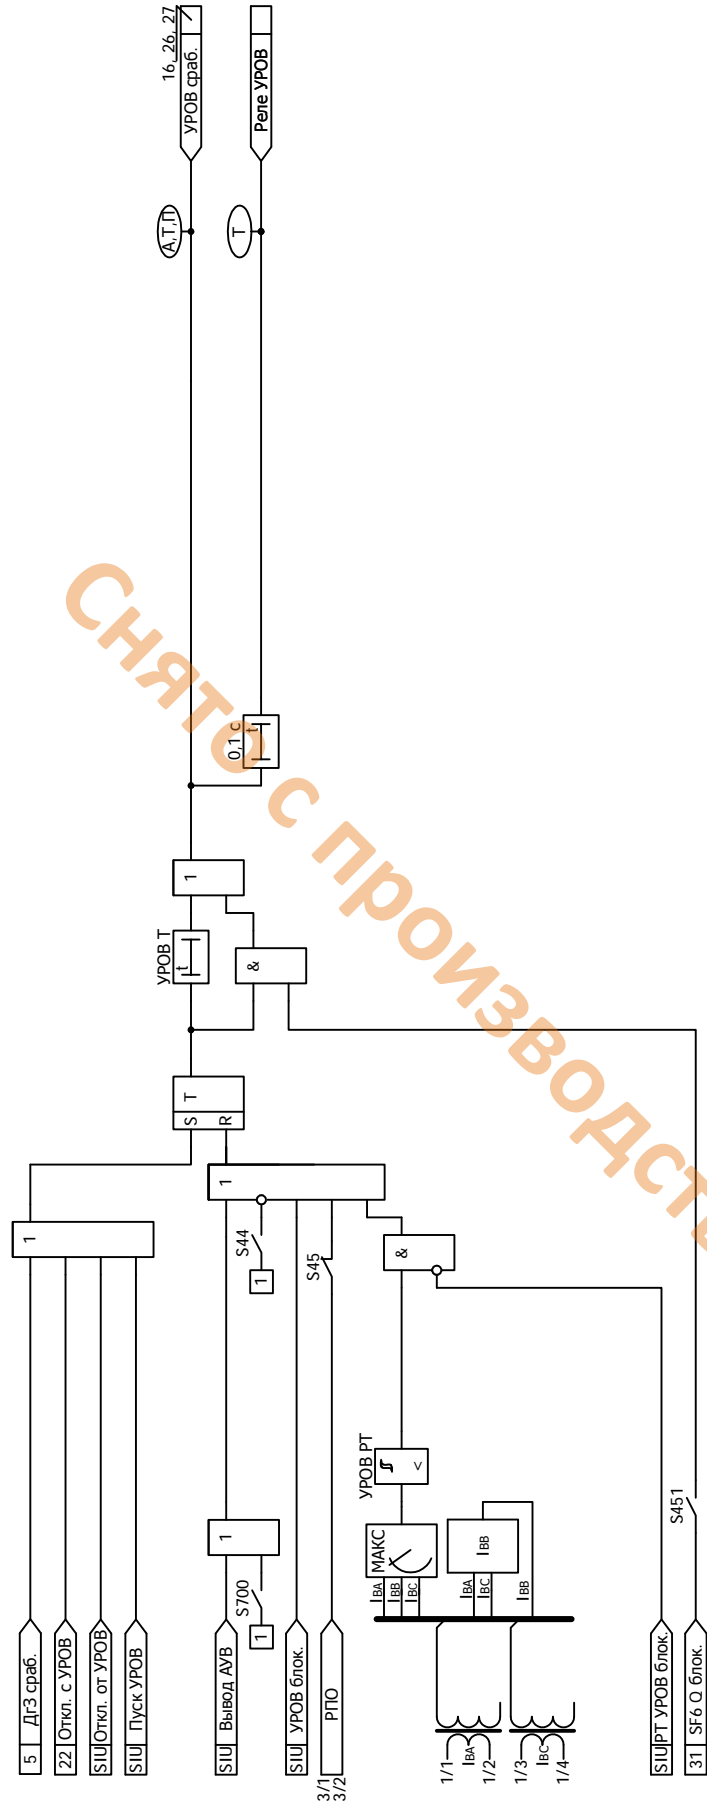 16, 26, 27
УРОВ сраб.
Реле УРОВ
А,Т,П
Т
0,1 с
t
1
УРОВ Т
t
&
S
T
R
1
1
S44
1
S45
&
УРОВ РТ
<
МАКС
IВА
IВВ
IВС
IВВ
IВА
IВС
IВВ
1
S700
1
S451
5 ДгЗ сраб.
22 Откл. с УРОВ
SIU Откл. от УРОВ
SIU Пуск УРОВ
SIU Вывод АУВ
SIU УРОВ блок.
РПО
3/1
3/2
1/1
IВА
1/2
1/3
IВС
1/4
SIU РТ УРОВ блок.
31 SF6 Q блок.
Снято с производств